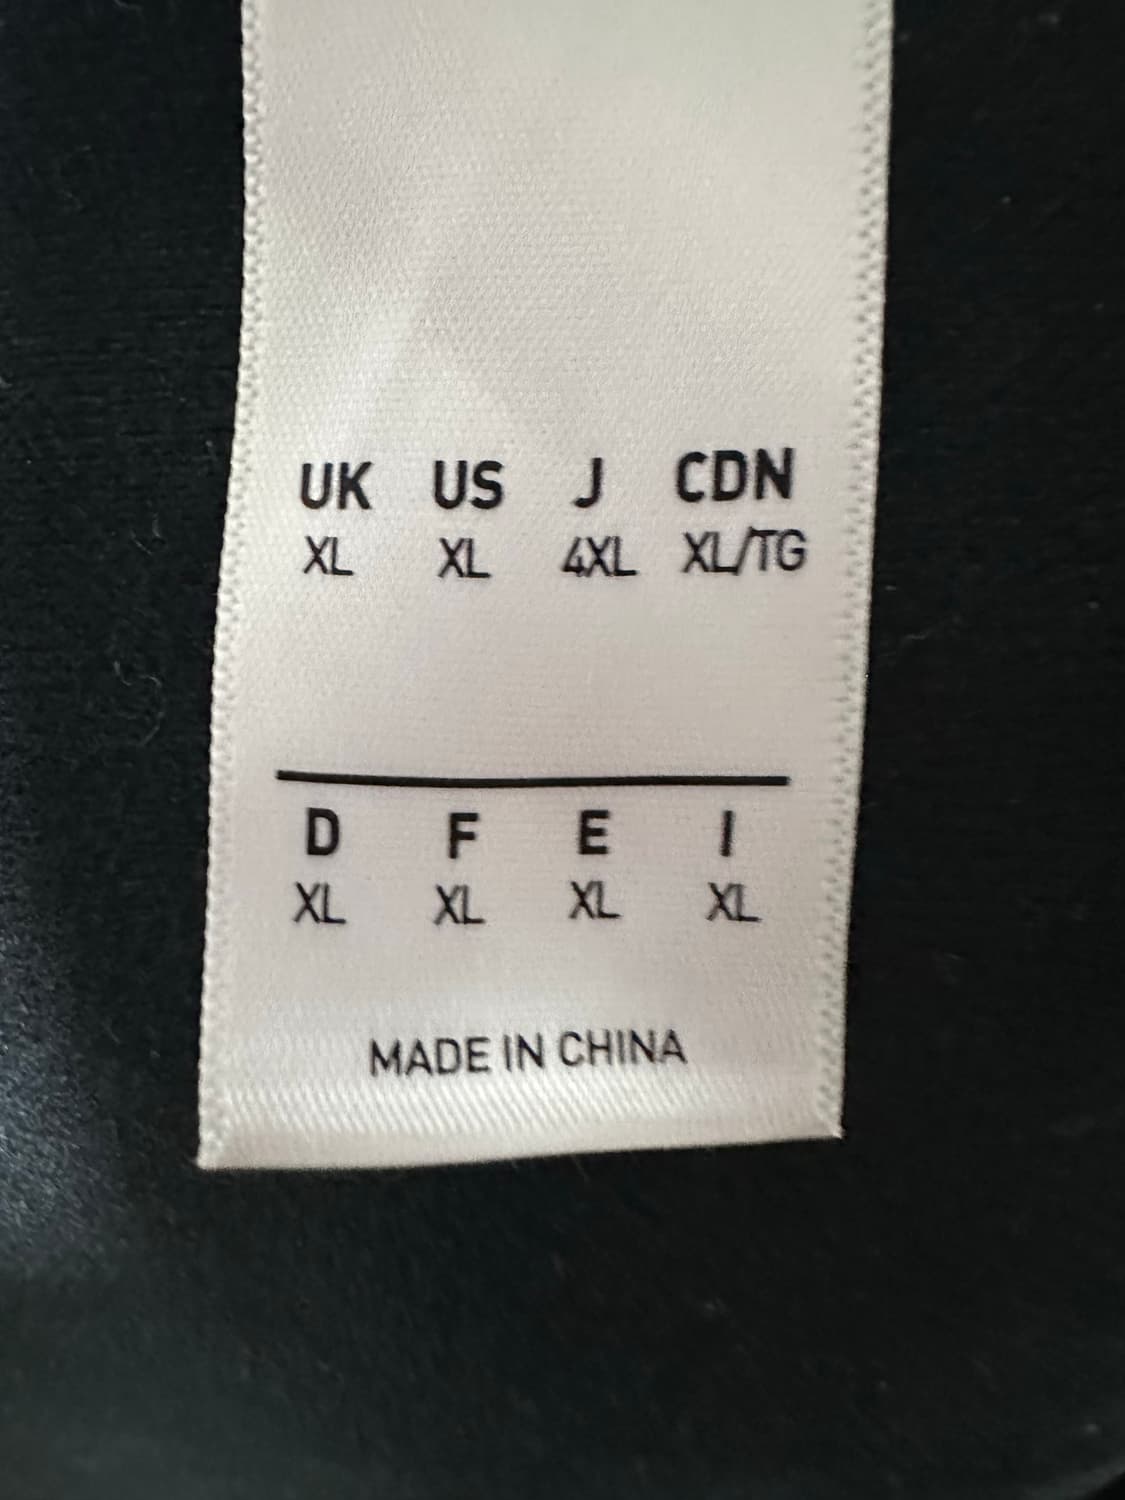 UK US J CDN
XL XL 4XL XL/TG
D F E I
XL XL XL XL
MADE IN CHINA